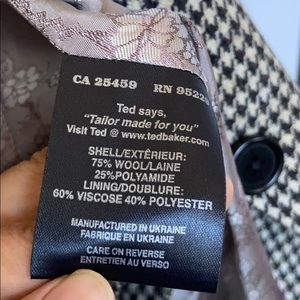 CA 25459 RN 95229
Ted says,
"Tailor made for you"
Visit Ted @ www.tedbaker.com
SHELL/EXTÉRIEUR:
75% WOOL/LAINE
25%POLYAMIDE
LINING/DOUBLURE:
60% VISCOSE 40% POLYESTER
MANUFACTURED IN UKRAINE
FABRIQUE EN UKRAINE
CARE ON REVERSE
ENTRETIEN AU VERSO